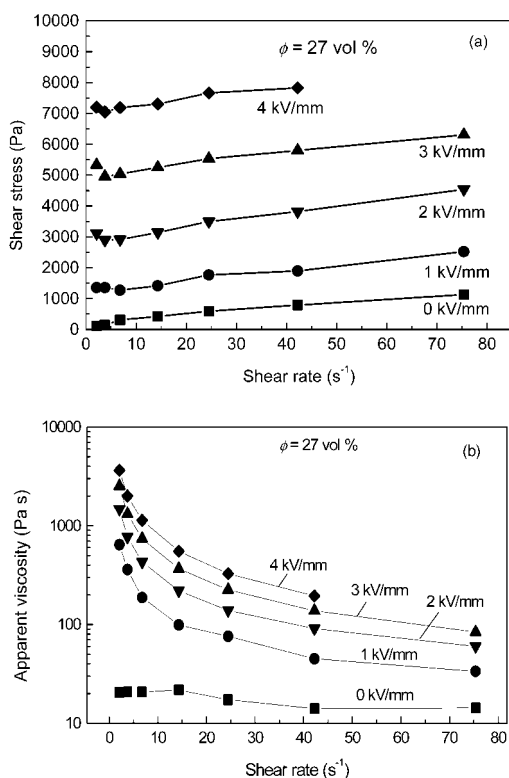 (a)
ϕ = 27 vol %
9000
8000
7000
6000
5000
4000
3000
2000
1000
0
Shear stress (Pa)
4 kV/mm
3 kV/mm
2 kV/mm
1 kV/mm
0 kV/mm
0 10 20 30 40 50 60 70 80
Shear rate (s⁻¹)
(b)
ϕ = 27 vol %
10000
1000
100
10
Apparent viscosity (Pa s)
4 kV/mm
3 kV/mm
2 kV/mm
1 kV/mm
0 kV/mm
0 10 20 30 40 50 60 70 80
Shear rate (s⁻¹)